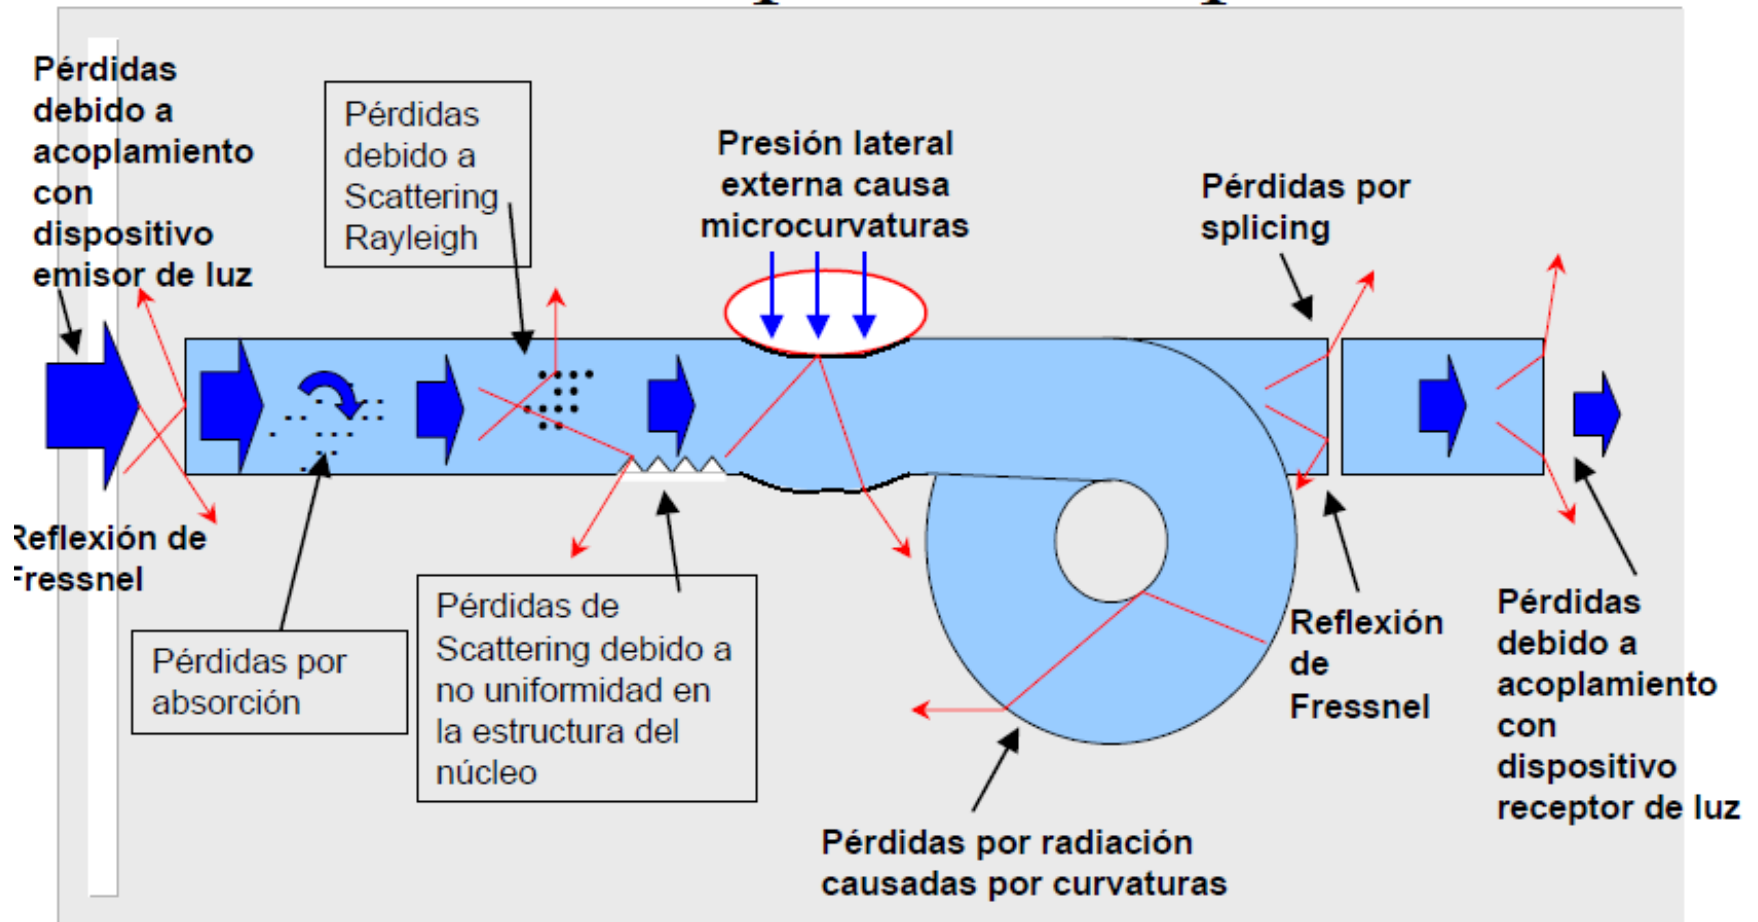 Pérdidas
debido a
acoplamiento
con
dispositivo
emisor de luz
Pérdidas
debido a
Scattering
Rayleigh
Presión lateral
externa causa
microcurvaturas
Pérdidas por
splicing
Reflexión de
Fressnel
Pérdidas por
absorción
Pérdidas de
Scattering debido a
no uniformidad en
la estructura del
núcleo
Pérdidas por radiación
causadas por curvaturas
Reflexión
de
Fressnel
Pérdidas
debido a
acoplamiento
con
dispositivo
receptor de luz